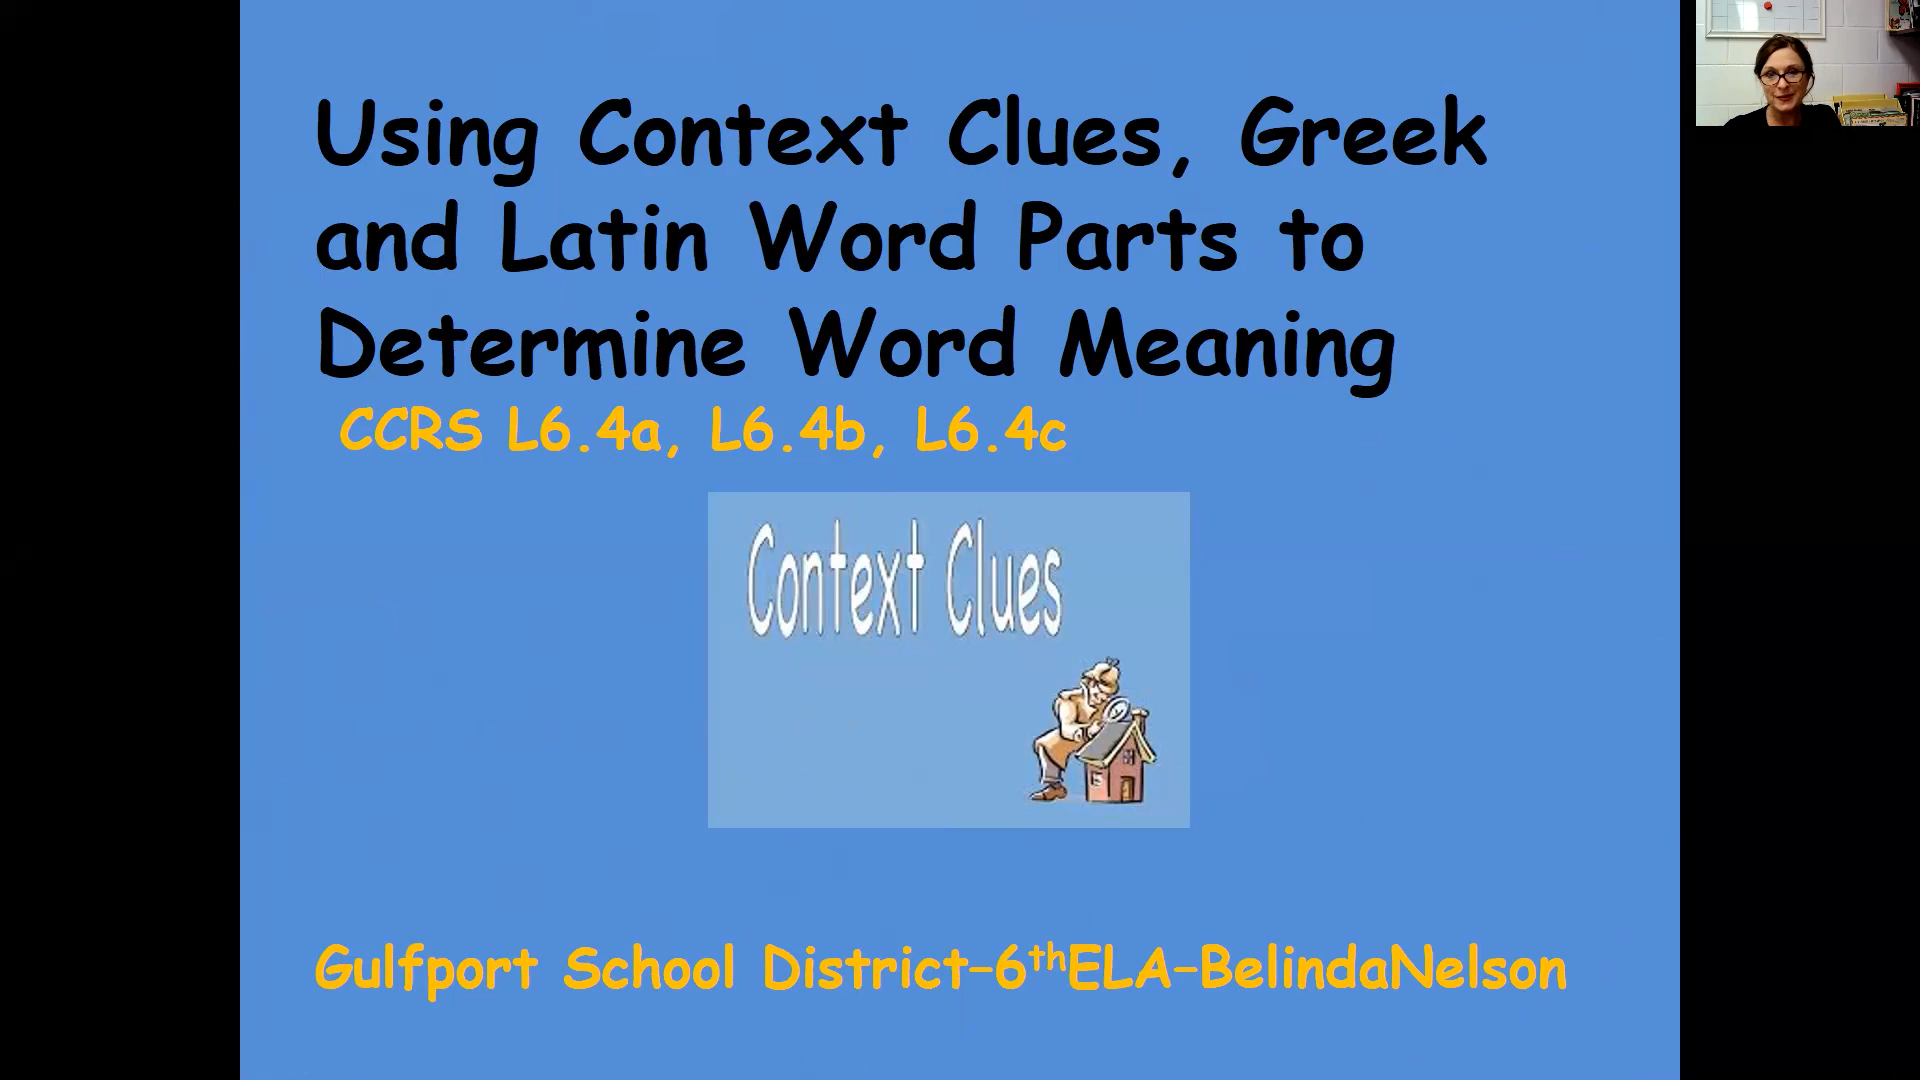 Using Context Clues, Greek
and Latin Word Parts to
Determine Word Meaning
CCRS L6.4a, L6.4b, L6.4c
Context Clues
Gulfport School District–6thELA–BelindaNelson